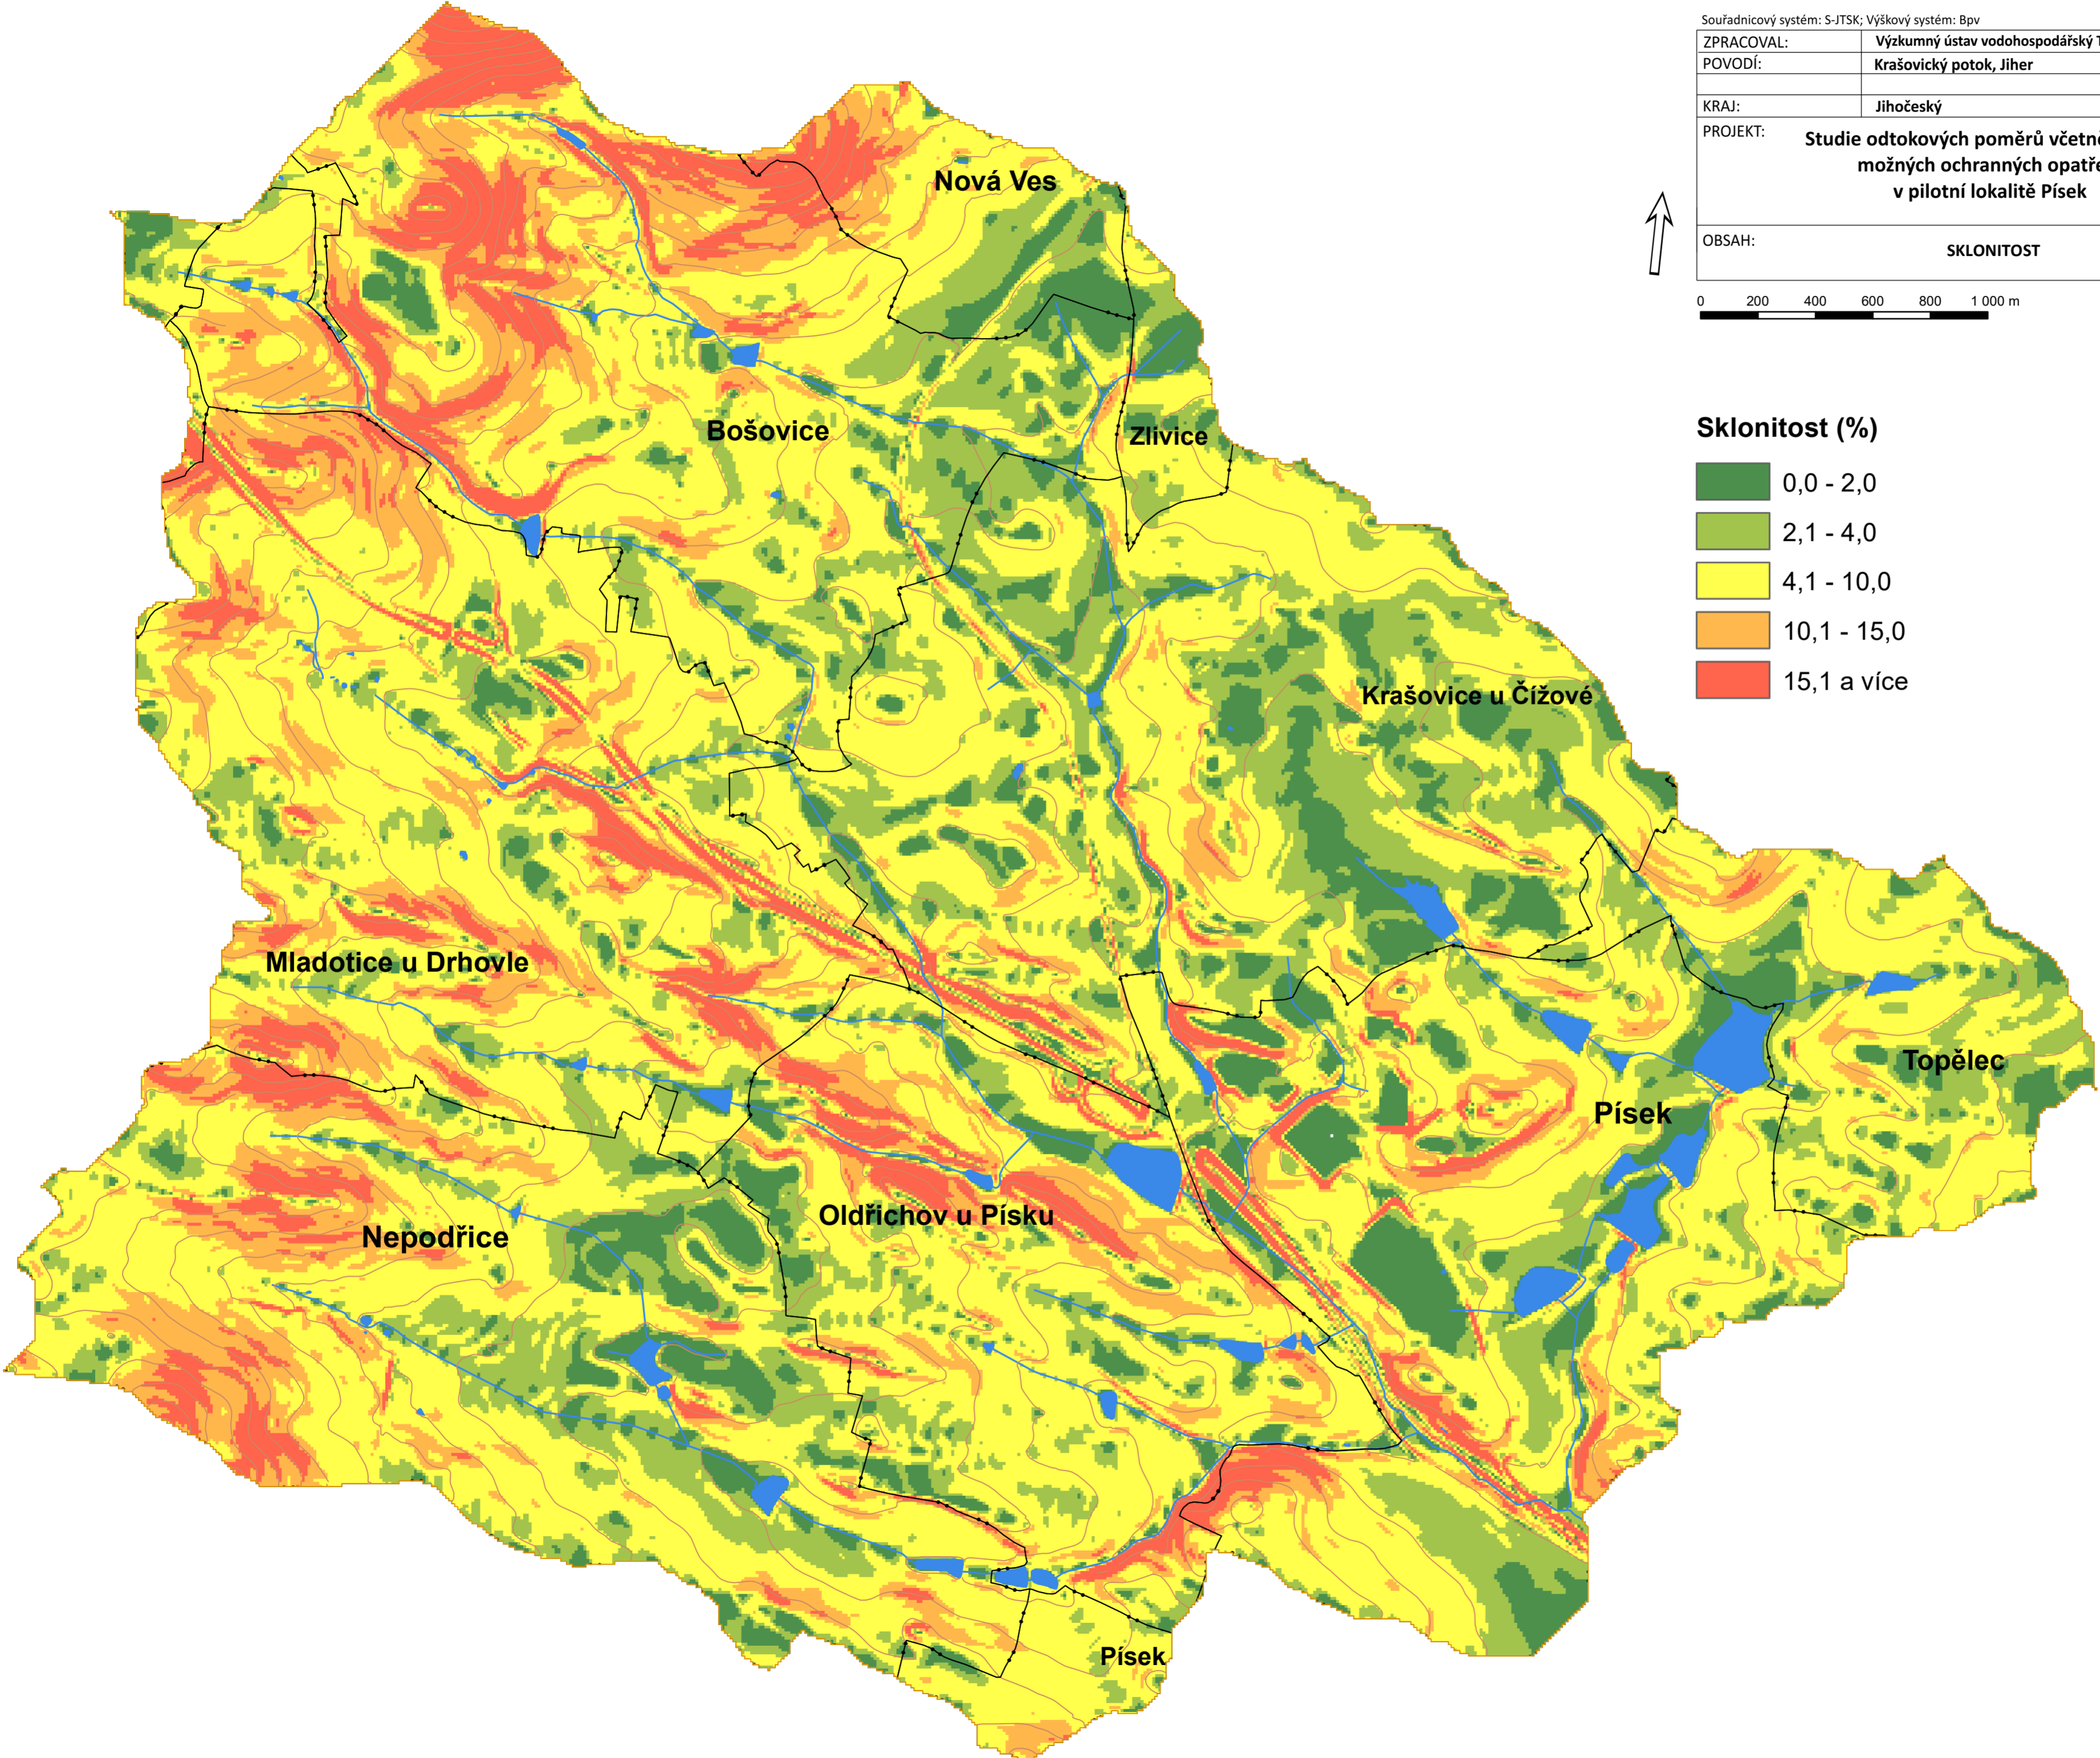 Souřadnicový systém: S-JTSK; Výškový systém: Bpv
ZPRACOVAL: Výzkumný ústav vodohospodářský
POVODÍ: Krašovický potok, Jiher
KRAJ: Jihočeský
PROJEKT: Studie odtokových poměrů včetně
možných ochranných opatře
v pilotní lokalitě Písek
OBSAH: SKLONITOST
0 200 400 600 800 1 000 m
Sklonitost (%)
0,0 - 2,0
2,1 - 4,0
4,1 - 10,0
10,1 - 15,0
15,1 a více
Nová Ves
Bošovice
Zlivice
Krašovice u Čížové
Mladotice u Drhovle
Topělec
Písek
Oldřichov u Písku
Nepodřice
Písek